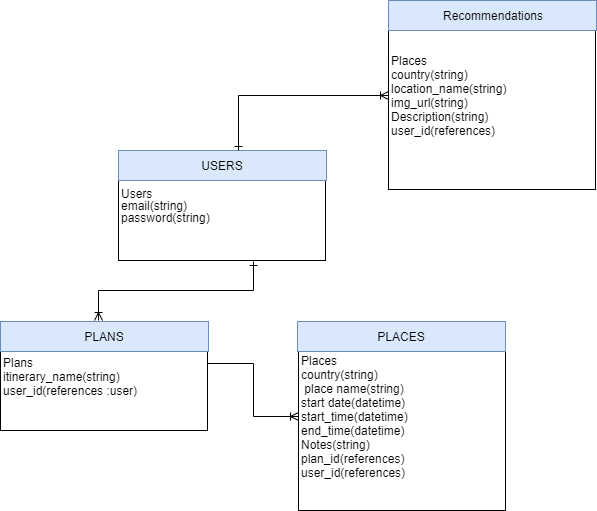 Recommendations
Places
country(string)
location_name(string)
img_url(string)
Description(string)
user_id(references)
USERS
Users
email(string)
password(string)
PLANS
Plans
itinerary_name(string)
user_id(references :user)
PLACES
Places
country(string)
place name(string)
start date(datetime)
start_time(datetime)
end_time(datetime)
Notes(string)
plan_id(references)
user_id(references)